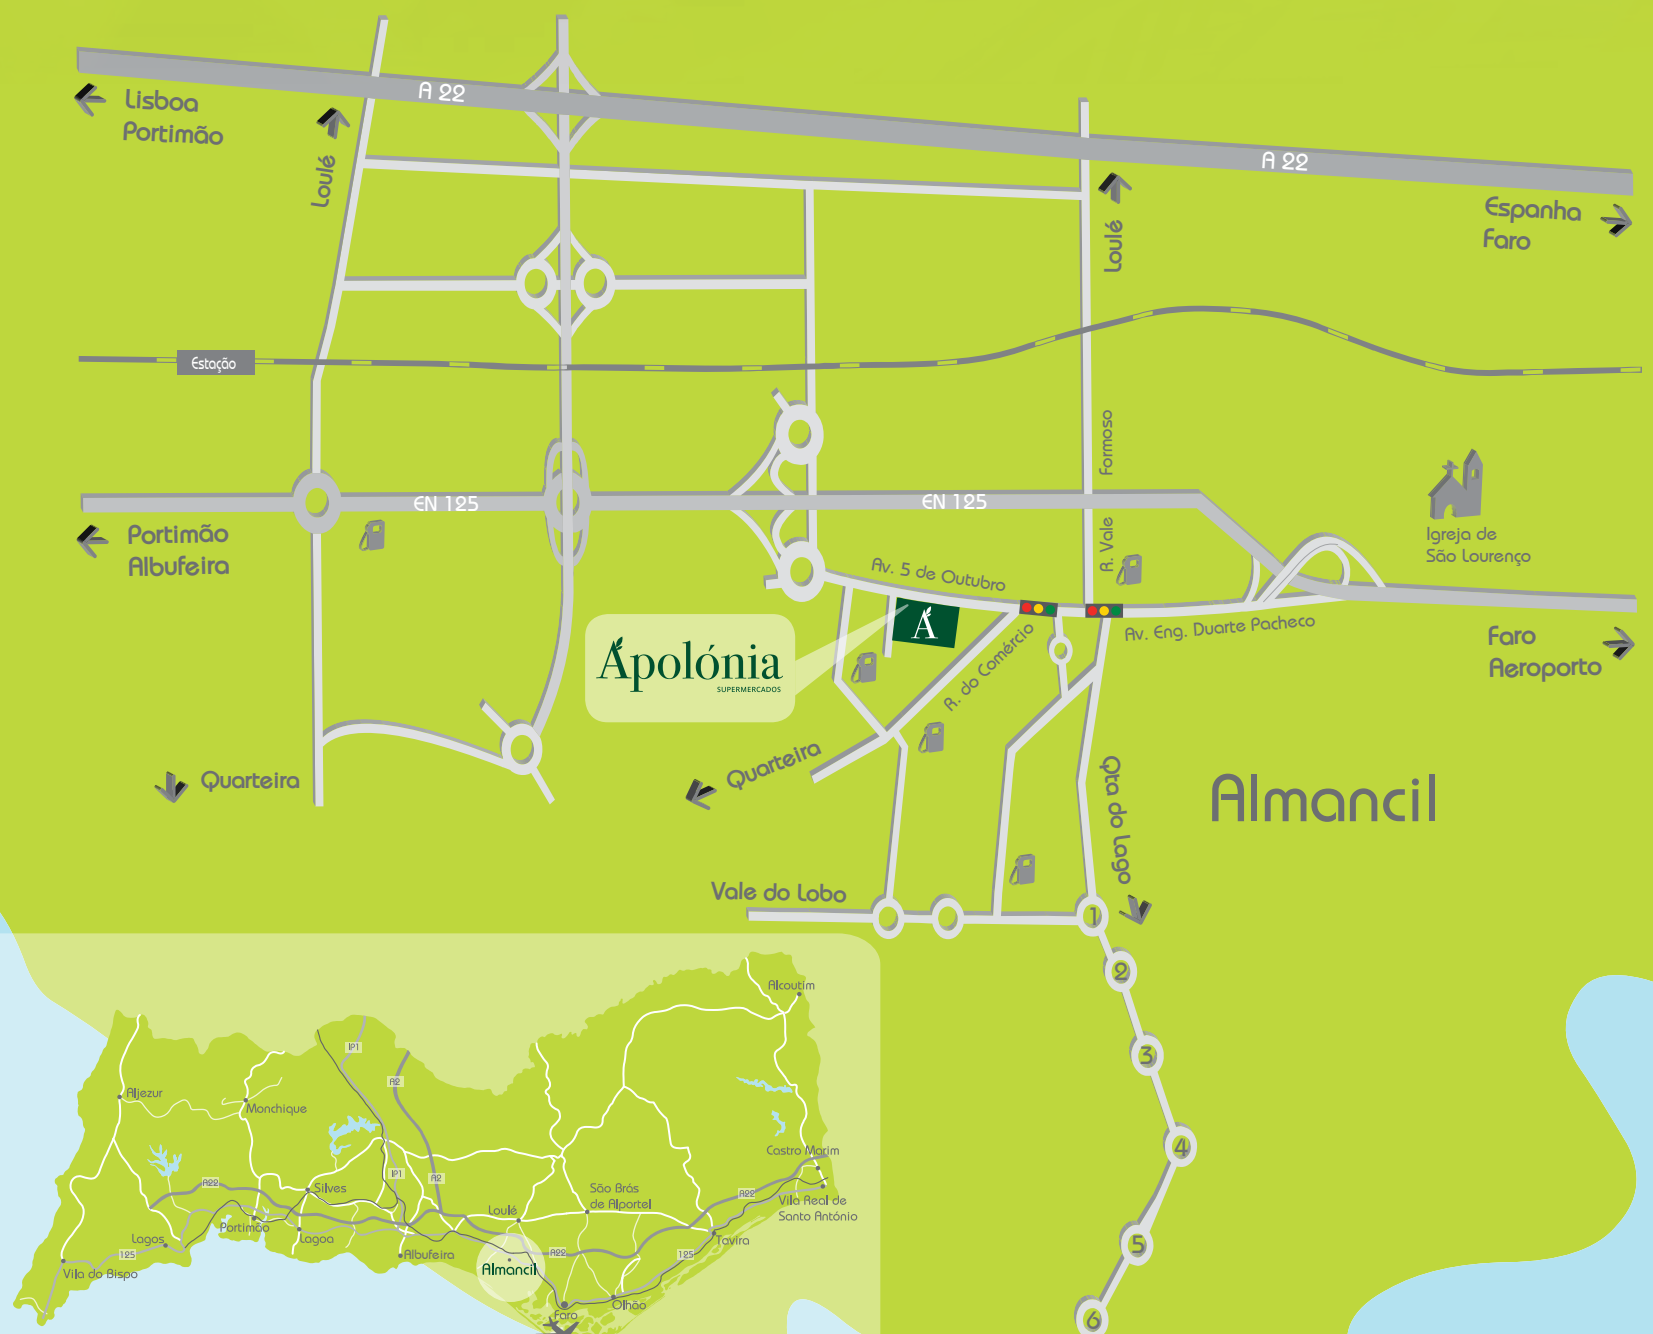 A 22
Lisboa
Portimão
Loulé
A 22
Espanha
Faro
Loulé
Estação
Formoso
R. Vale
EN 125
EN 125
Portimão
Albufeira
Igreja de
São Lourenço
Av. 5 de Outubro
A
Apolónia
SUPERMERCADOS
R. do Comércio
Av. Eng. Duarte Pacheco
Faro
Aeroporto
Quarteira
Quarteira
Qta do Lago
Almancil
Vale do Lobo
1
2
3
4
5
6
Alcoutim
IP1
A2
Aljezur
Monchique
Castro Marim
IP1
A2
A22
Silves
São Brás
de Alportel
A22
Vila Real de
Santo António
Loulé
Portimão
Lagoa
Lagos
Tavira
125
Albufeira
A22
125
Vila do Bispo
Almancil
Olhão
Faro